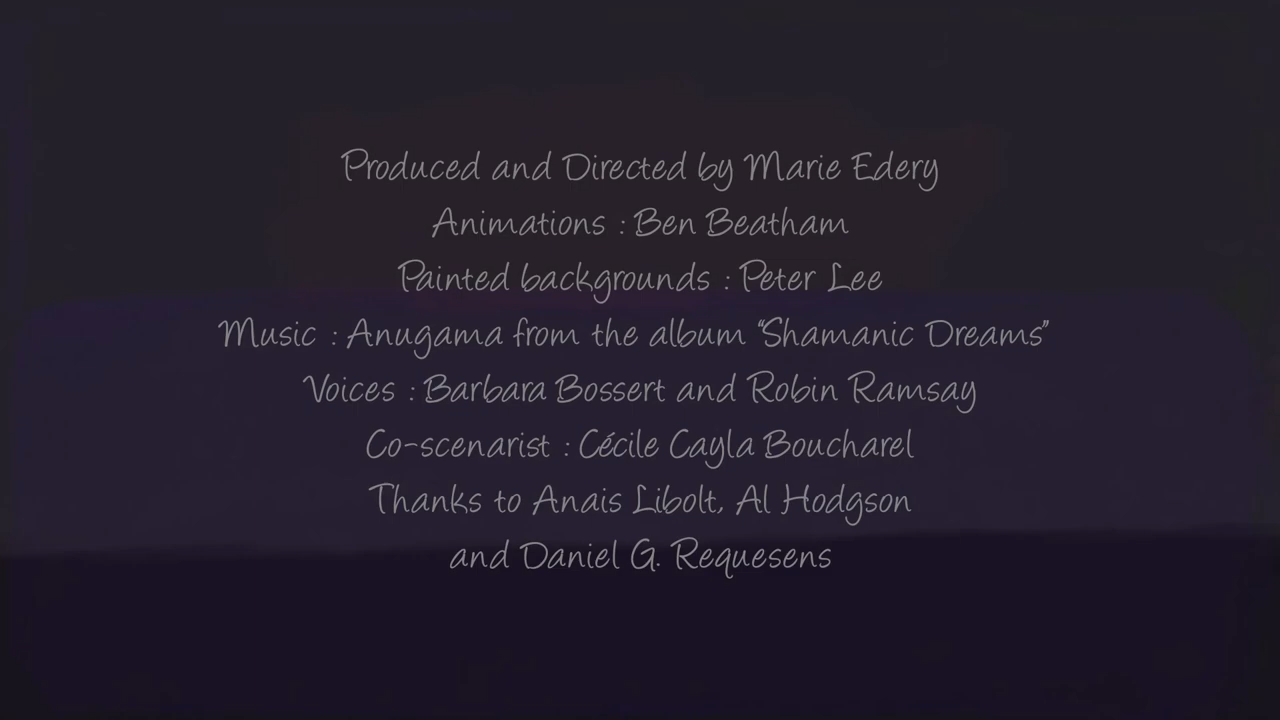 Produced and Directed by Marie Edery
Animations : Ben Beatham
Painted backgrounds : Peter Lee
Music : Anugama from the album “Shamanic Dreams”
Voices : Barbara Bossert and Robin Ramsay
Co-scenarist : Cécile Cayla Boucharel
Thanks to Anais Libolt, Al Hodgson
and Daniel G. Requesens